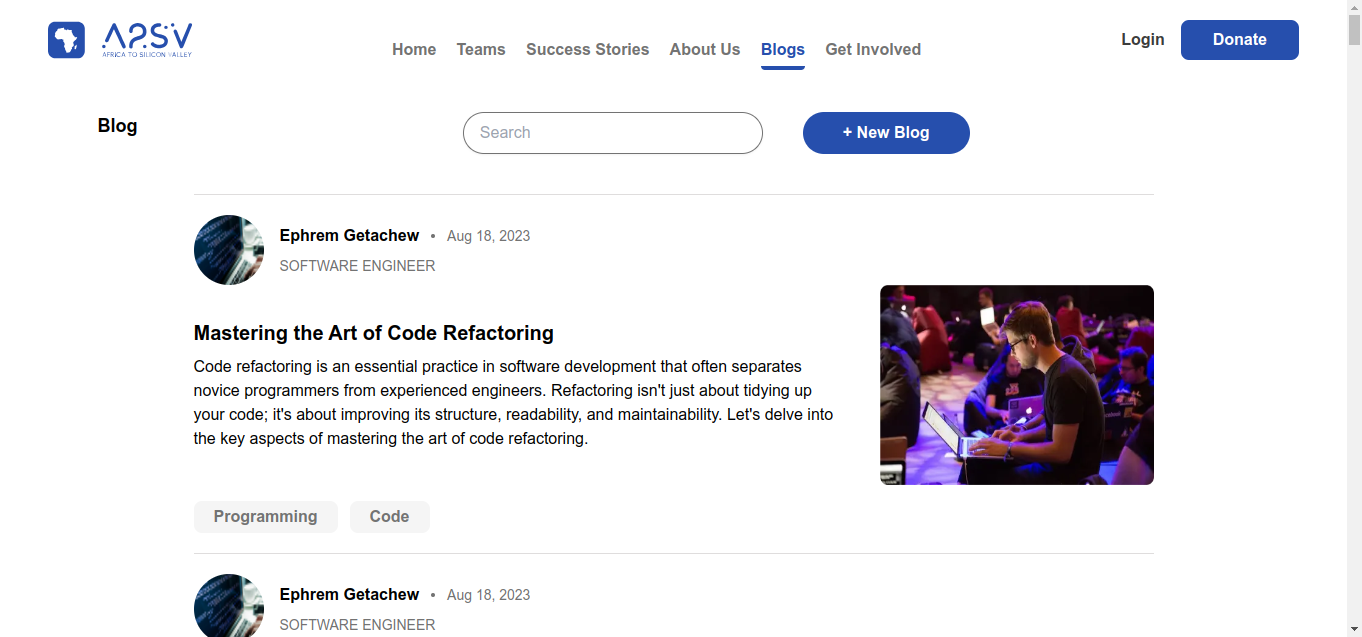 A2SV
AFRICA TO SILICON VALLEY
Home Teams Success Stories About Us Blogs Get Involved
Login Donate
Blog
Search
+ New Blog
Ephrem Getachew • Aug 18, 2023
SOFTWARE ENGINEER
Mastering the Art of Code Refactoring
Code refactoring is an essential practice in software development that often separates
novice programmers from experienced engineers. Refactoring isn't just about tidying up
your code; it's about improving its structure, readability, and maintainability. Let's delve into
the key aspects of mastering the art of code refactoring.
Programming Code
Ephrem Getachew • Aug 18, 2023
SOFTWARE ENGINEER